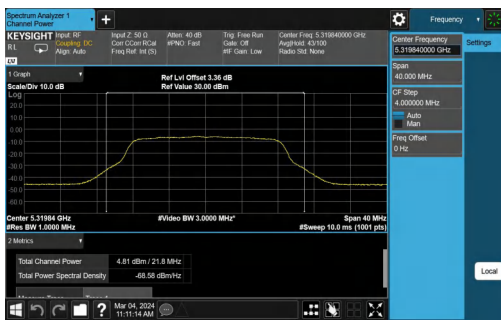 Spectrum Analyzer 1
Channel Power
Frequency
Settings
KEYSIGHT
RL
Input: RF
Coupling: DC
Align: Auto
Input Z: 50 Ω
Corr CCorr RCal
Freq Ref: Int (S)
Atten: 40 dB
#PNO: Fast
Trig: Free Run
Gate: Off
#IF Gain: Low
Center Freq: 5.319840000 GHz
Avg|Hold: 43/100
Radio Std: None
LXI
Center Frequency
5.319840000 GHz
Span
40.000 MHz
CF Step
4.000000 MHz
Auto
Man
Freq Offset
0 Hz
1 Graph
Scale/Div 10.0 dB
Ref Lvl Offset 3.36 dB
Ref Value 30.00 dBm
Log
20.0
10.0
0.00
-10.0
-20.0
-30.0
-40.0
-50.0
-60.0
Center 5.31984 GHz
#Res BW 1.0000 MHz
#Video BW 3.0000 MHz*
Span 40 MHz
#Sweep 10.0 ms (1001 pts)
2 Metrics
Total Channel Power 4.81 dBm / 21.8 MHz
Total Power Spectral Density -68.58 dBm/Hz
Local
?
Mar 04, 2024
11:11:14 AM